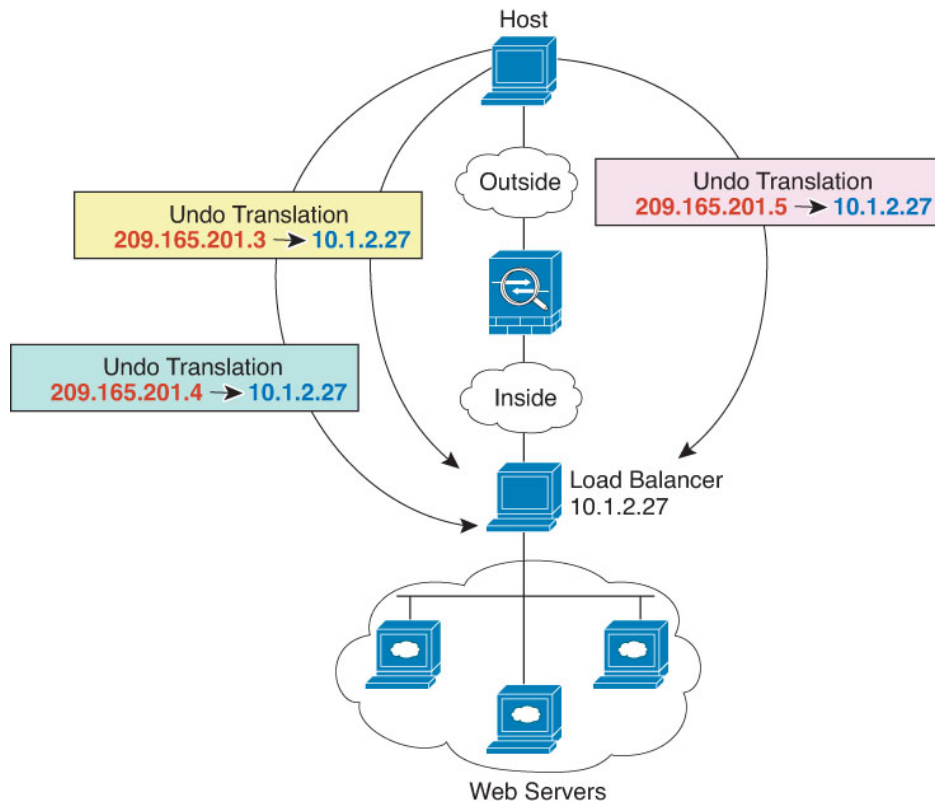 Host
Outside
Undo Translation
209.165.201.3 → 10.1.2.27
Undo Translation
209.165.201.5 → 10.1.2.27
Undo Translation
209.165.201.4 → 10.1.2.27
Inside
Load Balancer
10.1.2.27
Web Servers